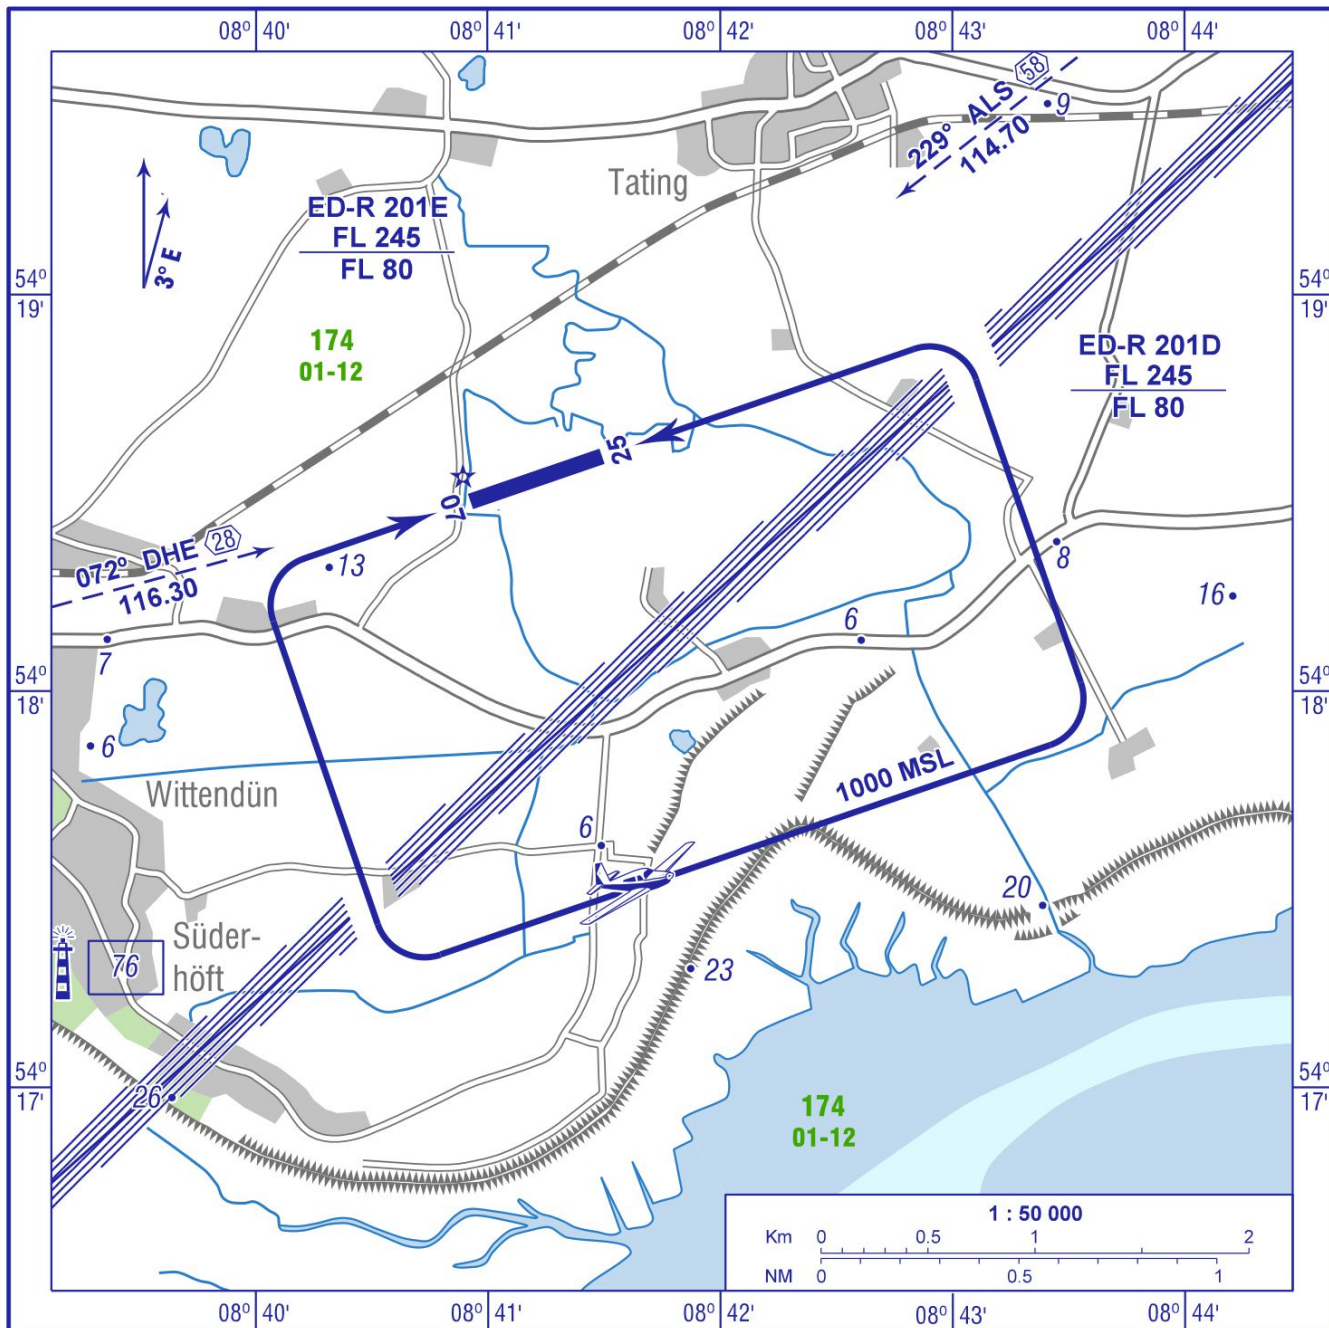 08° 40' 08° 41' 08° 42' 08° 43' 08° 44'
58
229° ALS
114.70
9
Tating
ED-R 201E
FL 245
FL 80
3° E
54°
19'
54°
19'
174
01-12
ED-R 201D
FL 245
FL 80
25
07
072° DHE 28
116.30
13
8
16
7
6
54°
18'
54°
18'
6
Wittendün
1000 MSL
6
20
Süder-
höft
76
23
26
54°
17'
54°
17'
174
01-12
1 : 50 000
Km 0 0.5 1 2
NM 0 0.5 1
08° 40' 08° 41' 08° 42' 08° 43' 08° 44'